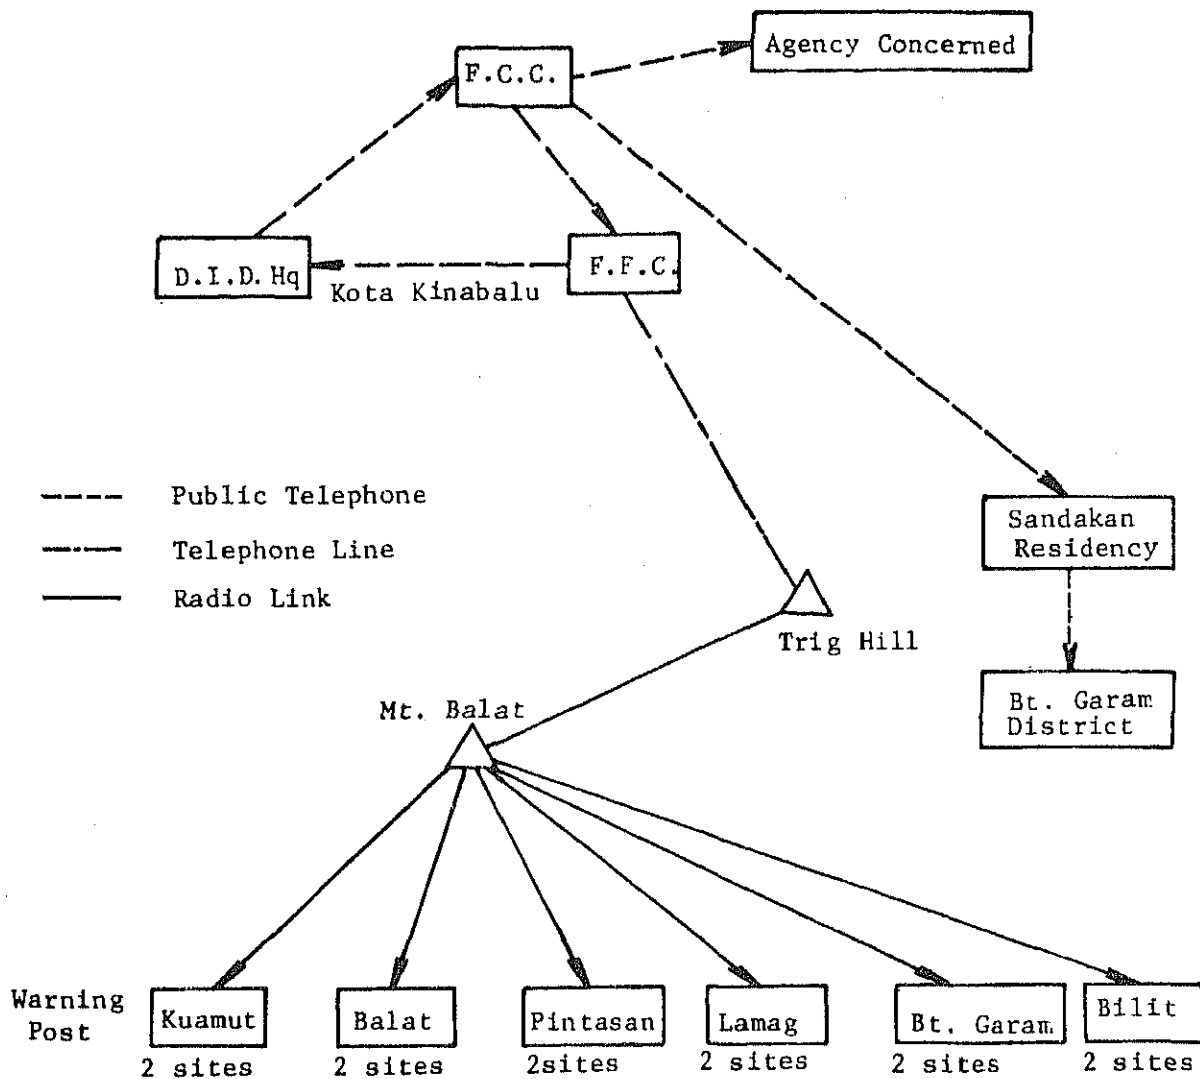 Agency Concerned
F.C.C.
D.I.D. Hq
F.F.C.
Kota Kinabalu
Public Telephone
Telephone Line
Radio Link
Sandakan
Residency
Trig Hill
Bt. Garam
District
Mt. Balat
Warning
Post
Kuamut
Balat
Pintasan
Lamag
Bt. Garam
Bilit
2 sites
2 sites
2sites
2 sites
2 sites
2 sites